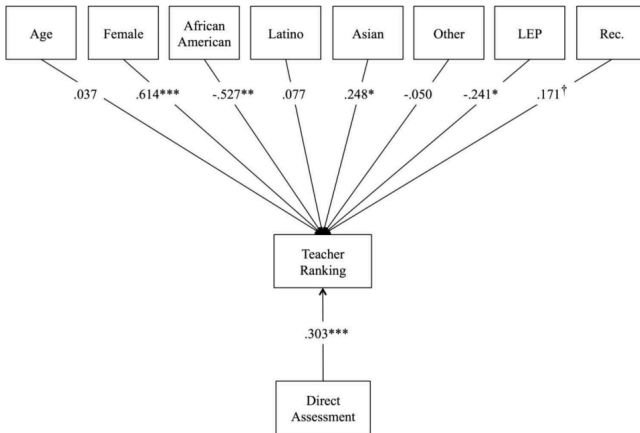 Age
Female
African
American
Latino
Asian
Other
LEP
Rec.
.037
.614***
-.527**
.077
.248*
-.050
-.241*
.171†
Teacher
Ranking
.303***
Direct
Assessment